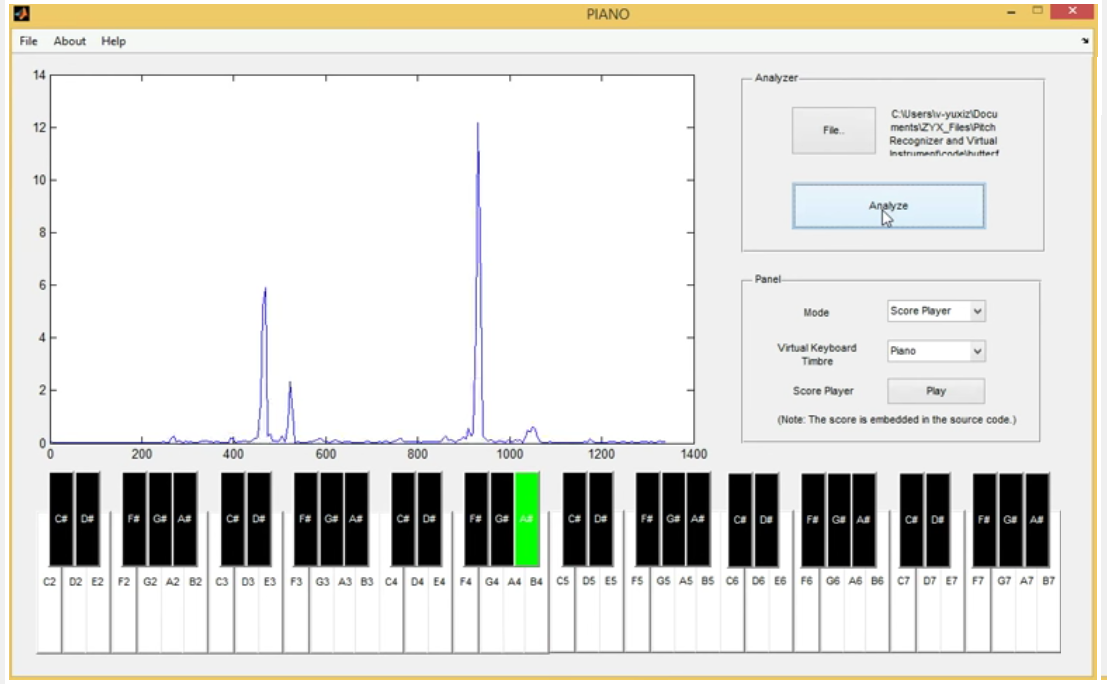 PIANO
File About Help
Analyzer
File..
C:\Users\v-yuxiz\Docu
ments\ZYX_Files\Pitch
Recognizer and Virtual
Instrument\code\butterf
Analyze
Panel
Mode
Score Player
Virtual Keyboard
Timbre
Piano
Score Player
Play
(Note: The score is embedded in the source code.)
14
12
10
8
6
4
2
0
0 200 400 600 800 1000 1200 1400
C# D# F# G# A# C# D# F# G# A# C# D# F# G# A# C# D# F# G# A# C# D# F# G# A# C# D# F# G# A#
C2 D2 E2 F2 G2 A2 B2 C3 D3 E3 F3 G3 A3 B3 C4 D4 E4 F4 G4 A4 B4 C5 D5 E5 F5 G5 A5 B5 C6 D6 E6 F6 G6 A6 B6 C7 D7 E7 F7 G7 A7 B7